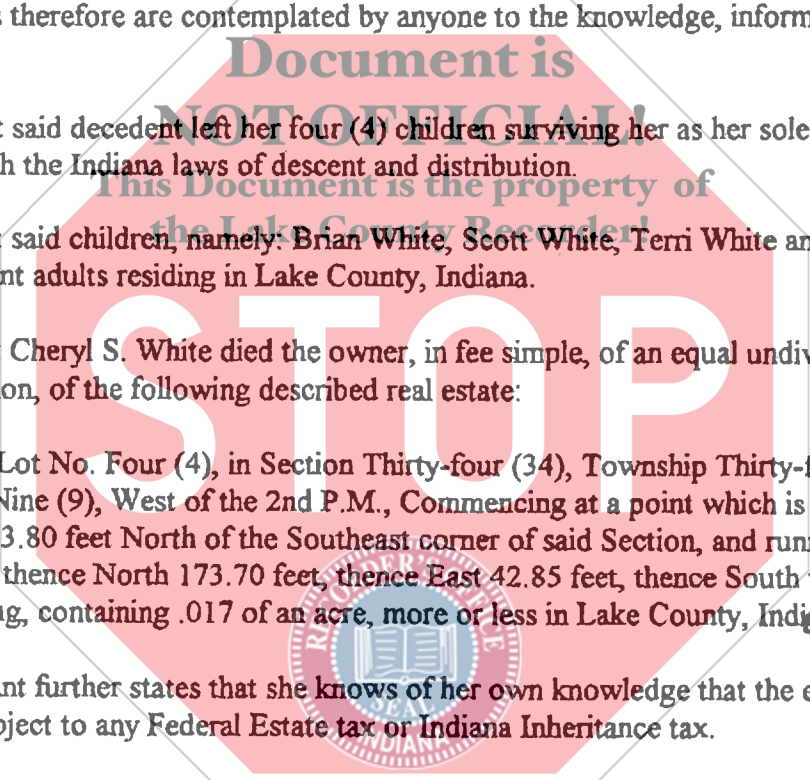 s therefore are contemplated by anyone to the knowledge, inform
Document is
NOT OFFICIAL!
t said decedent left her four (4) children surviving her as her sole
h the Indiana laws of descent and distribution.
This Document is the property of
the Lake County Recorder!
said children, namely: Brian White, Scott White, Terri White an
nt adults residing in Lake County, Indiana.
Cheryl S. White died the owner, in fee simple, of an equal undiv
on, of the following described real estate:
STOP
Lot No. Four (4), in Section Thirty-four (34), Township Thirty-f
Nine (9), West of the 2nd P.M., Commencing at a point which is
3.80 feet North of the Southeast corner of said Section, and runn
thence North 173.70 feet, thence East 42.85 feet, thence South
ng, containing .017 of an acre, more or less in Lake County, Indi
RECORDER'S OFFICE
SEAL
INDIANA
nt further states that she knows of her own knowledge that the e
bject to any Federal Estate tax or Indiana Inheritance tax.